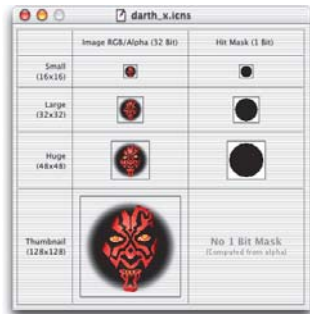 darth_x.icns
Image RGB/Alpha (32 Bit)
Hit Mask (1 Bit)
Small
(16x16)
Large
(32x32)
Huge
(48x48)
Thumbnail
(128x128)
No 1 Bit Mask
(Computed from alpha)